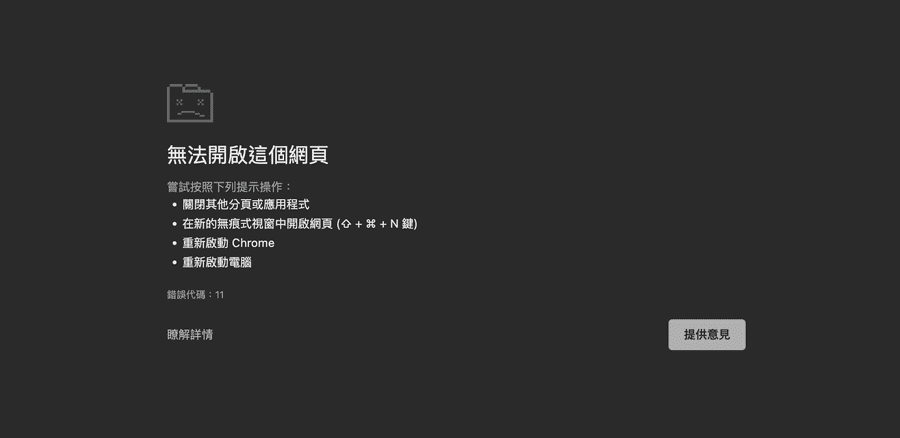 無法開啟這個網頁
嘗試按照下列提示操作：
• 關閉其他分頁或應用程式
• 在新的無痕式視窗中開啟網頁 (⇧ + ⌘ + N 鍵)
• 重新啟動 Chrome
• 重新啟動電腦
錯誤代碼：11
瞭解詳情
提供意見